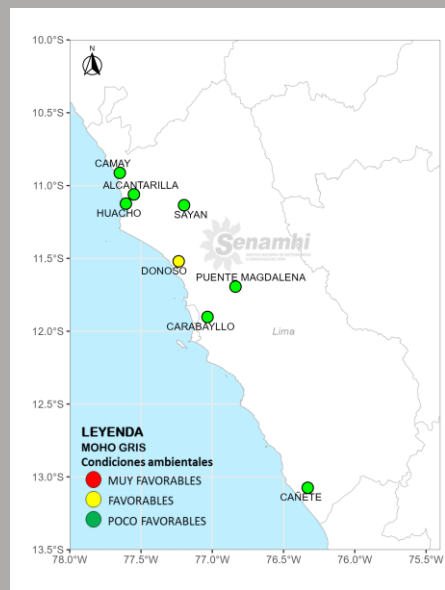 10.0°S
N
10.5°S
CAMAY
11.0°S
ALCANTARILLA
HUACHO
SAYAN
Senamhi
11.5°S
DONOSO
PUENTE MAGDALENA
12.0°S
CARABAYLLO
Lima
12.5°S
LEYENDA
MOHO GRIS
Condiciones ambientales
MUY FAVORABLES
FAVORABLES
POCO FAVORABLES
13.0°S
CAÑETE
13.5°S
78.0°W 77.5°W 77.0°W 76.5°W 76.0°W 75.5°W